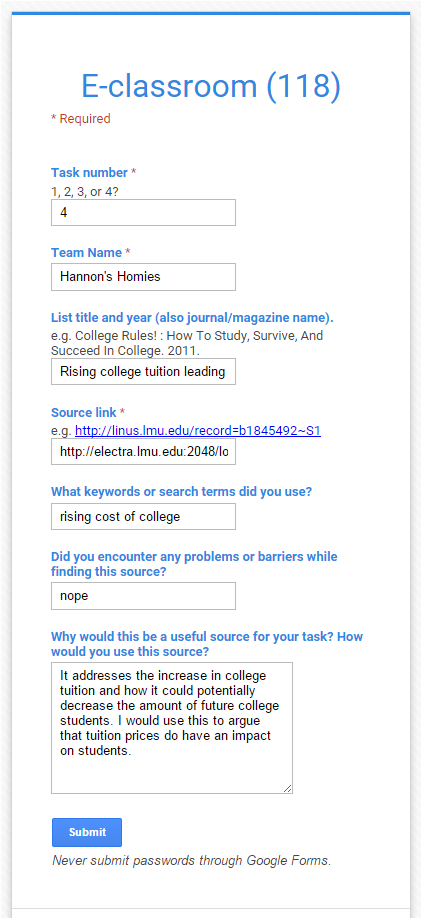 E-classroom (118)
* Required
Task number *
1, 2, 3, or 4?
4
Team Name *
Hannon's Homies
List title and year (also journal/magazine name).
e.g. College Rules! : How To Study, Survive, And
Succeed In College. 2011.
Rising college tuition leading
Source link *
e.g. http://linus.lmu.edu/record=b1845492~S1
http://electra.lmu.edu:2048/lo
What keywords or search terms did you use?
rising cost of college
Did you encounter any problems or barriers while
finding this source?
nope
Why would this be a useful source for your task? How
would you use this source?
It addresses the increase in college
tuition and how it could potentially
decrease the amount of future college
students. I would use this to argue
that tuition prices do have an impact
on students.
Submit
Never submit passwords through Google Forms.